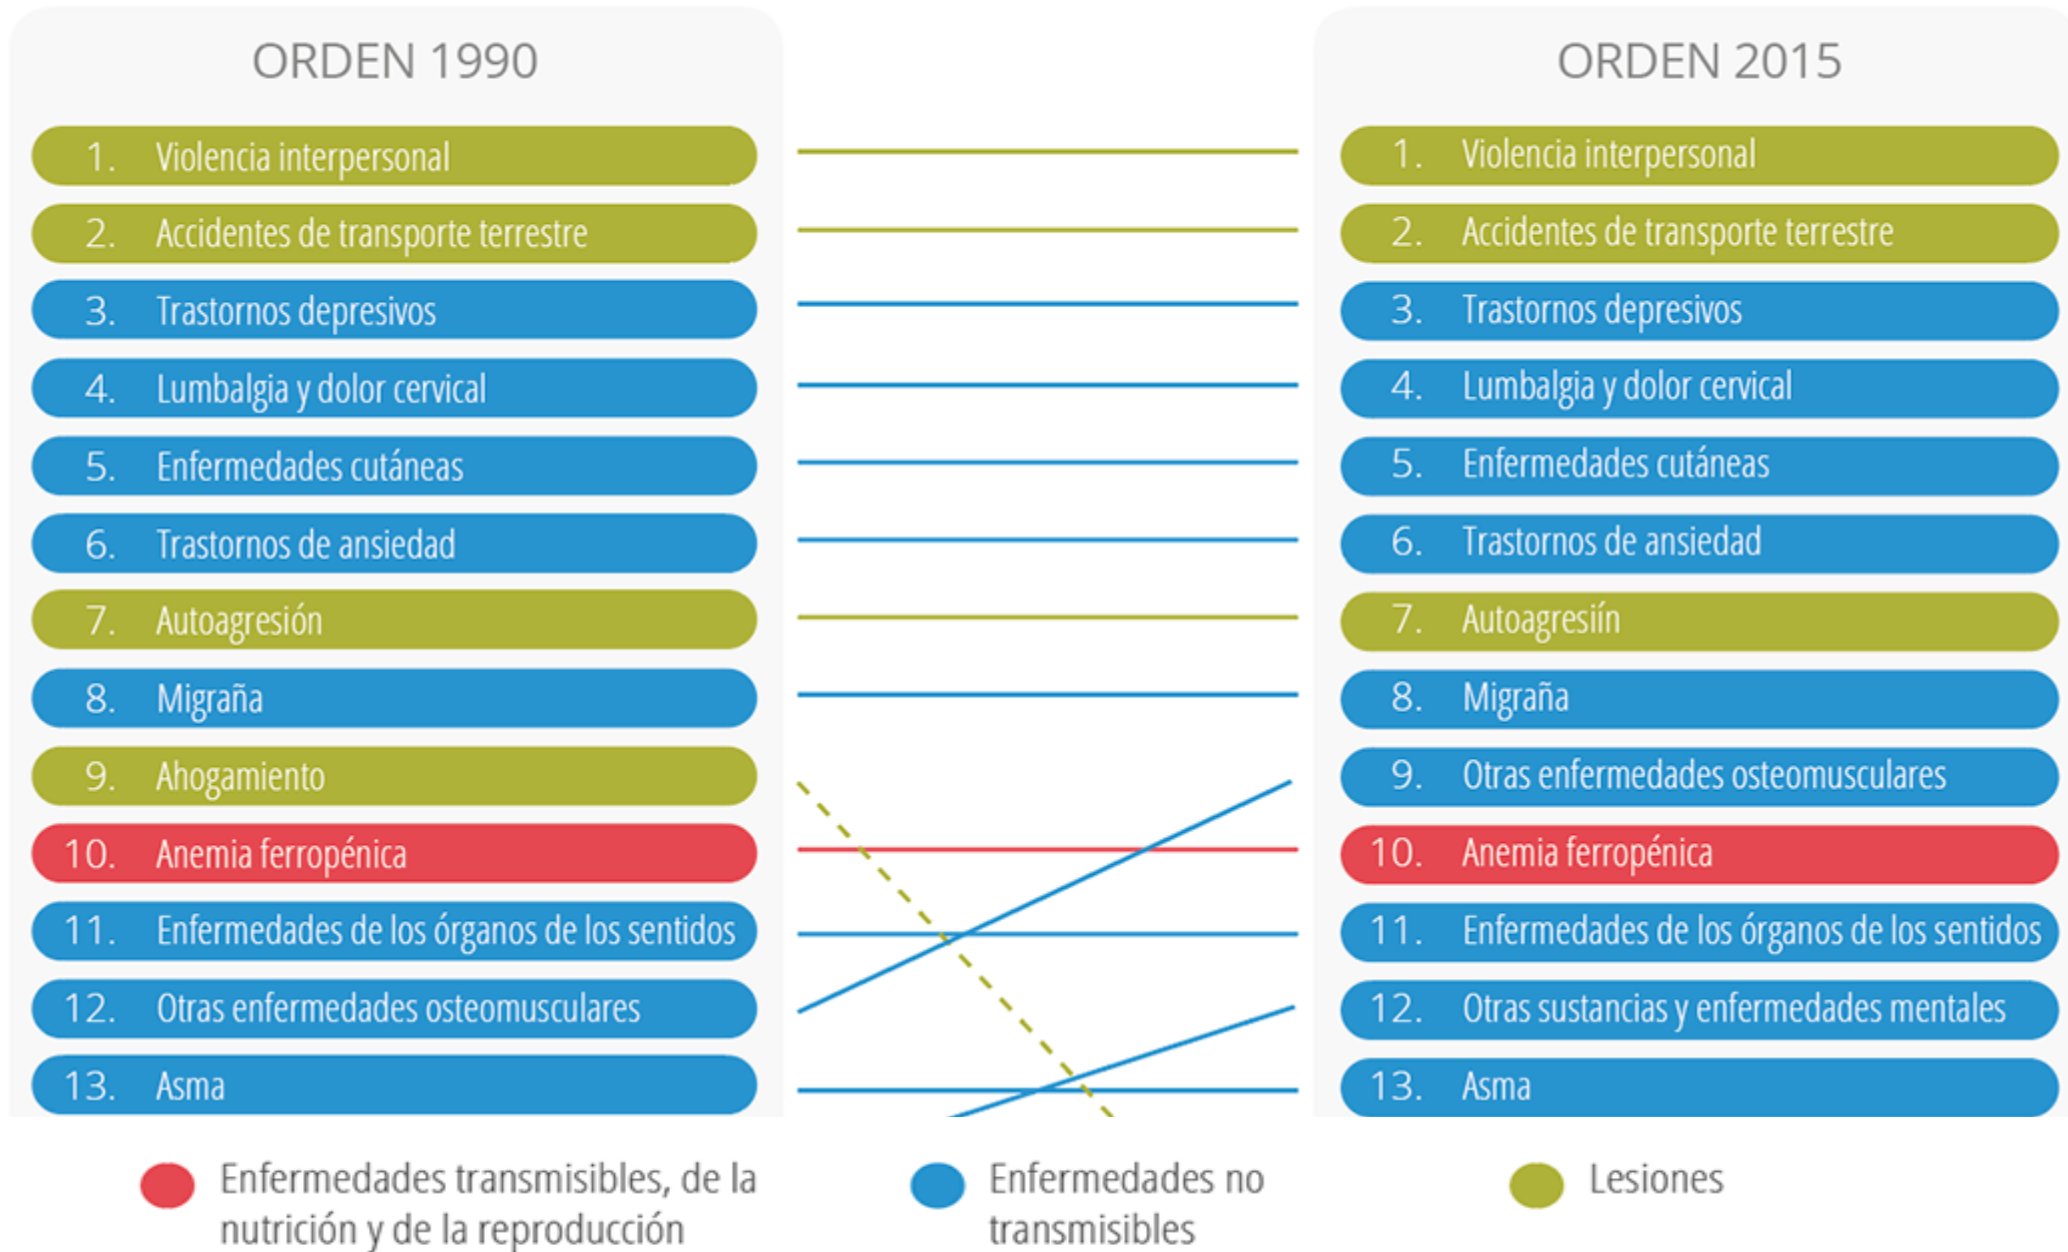 ORDEN 1990
1. Violencia interpersonal
2. Accidentes de transporte terrestre
3. Trastornos depresivos
4. Lumbalgia y dolor cervical
5. Enfermedades cutáneas
6. Trastornos de ansiedad
7. Autoagresión
8. Migraña
9. Ahogamiento
10. Anemia ferropénica
11. Enfermedades de los órganos de los sentidos
12. Otras enfermedades osteomusculares
13. Asma
ORDEN 2015
1. Violencia interpersonal
2. Accidentes de transporte terrestre
3. Trastornos depresivos
4. Lumbalgia y dolor cervical
5. Enfermedades cutáneas
6. Trastornos de ansiedad
7. Autoagresiín
8. Migraña
9. Otras enfermedades osteomusculares
10. Anemia ferropénica
11. Enfermedades de los órganos de los sentidos
12. Otras sustancias y enfermedades mentales
13. Asma
Enfermedades transmisibles, de la
nutrición y de la reproducción
Enfermedades no
transmisibles
Lesiones